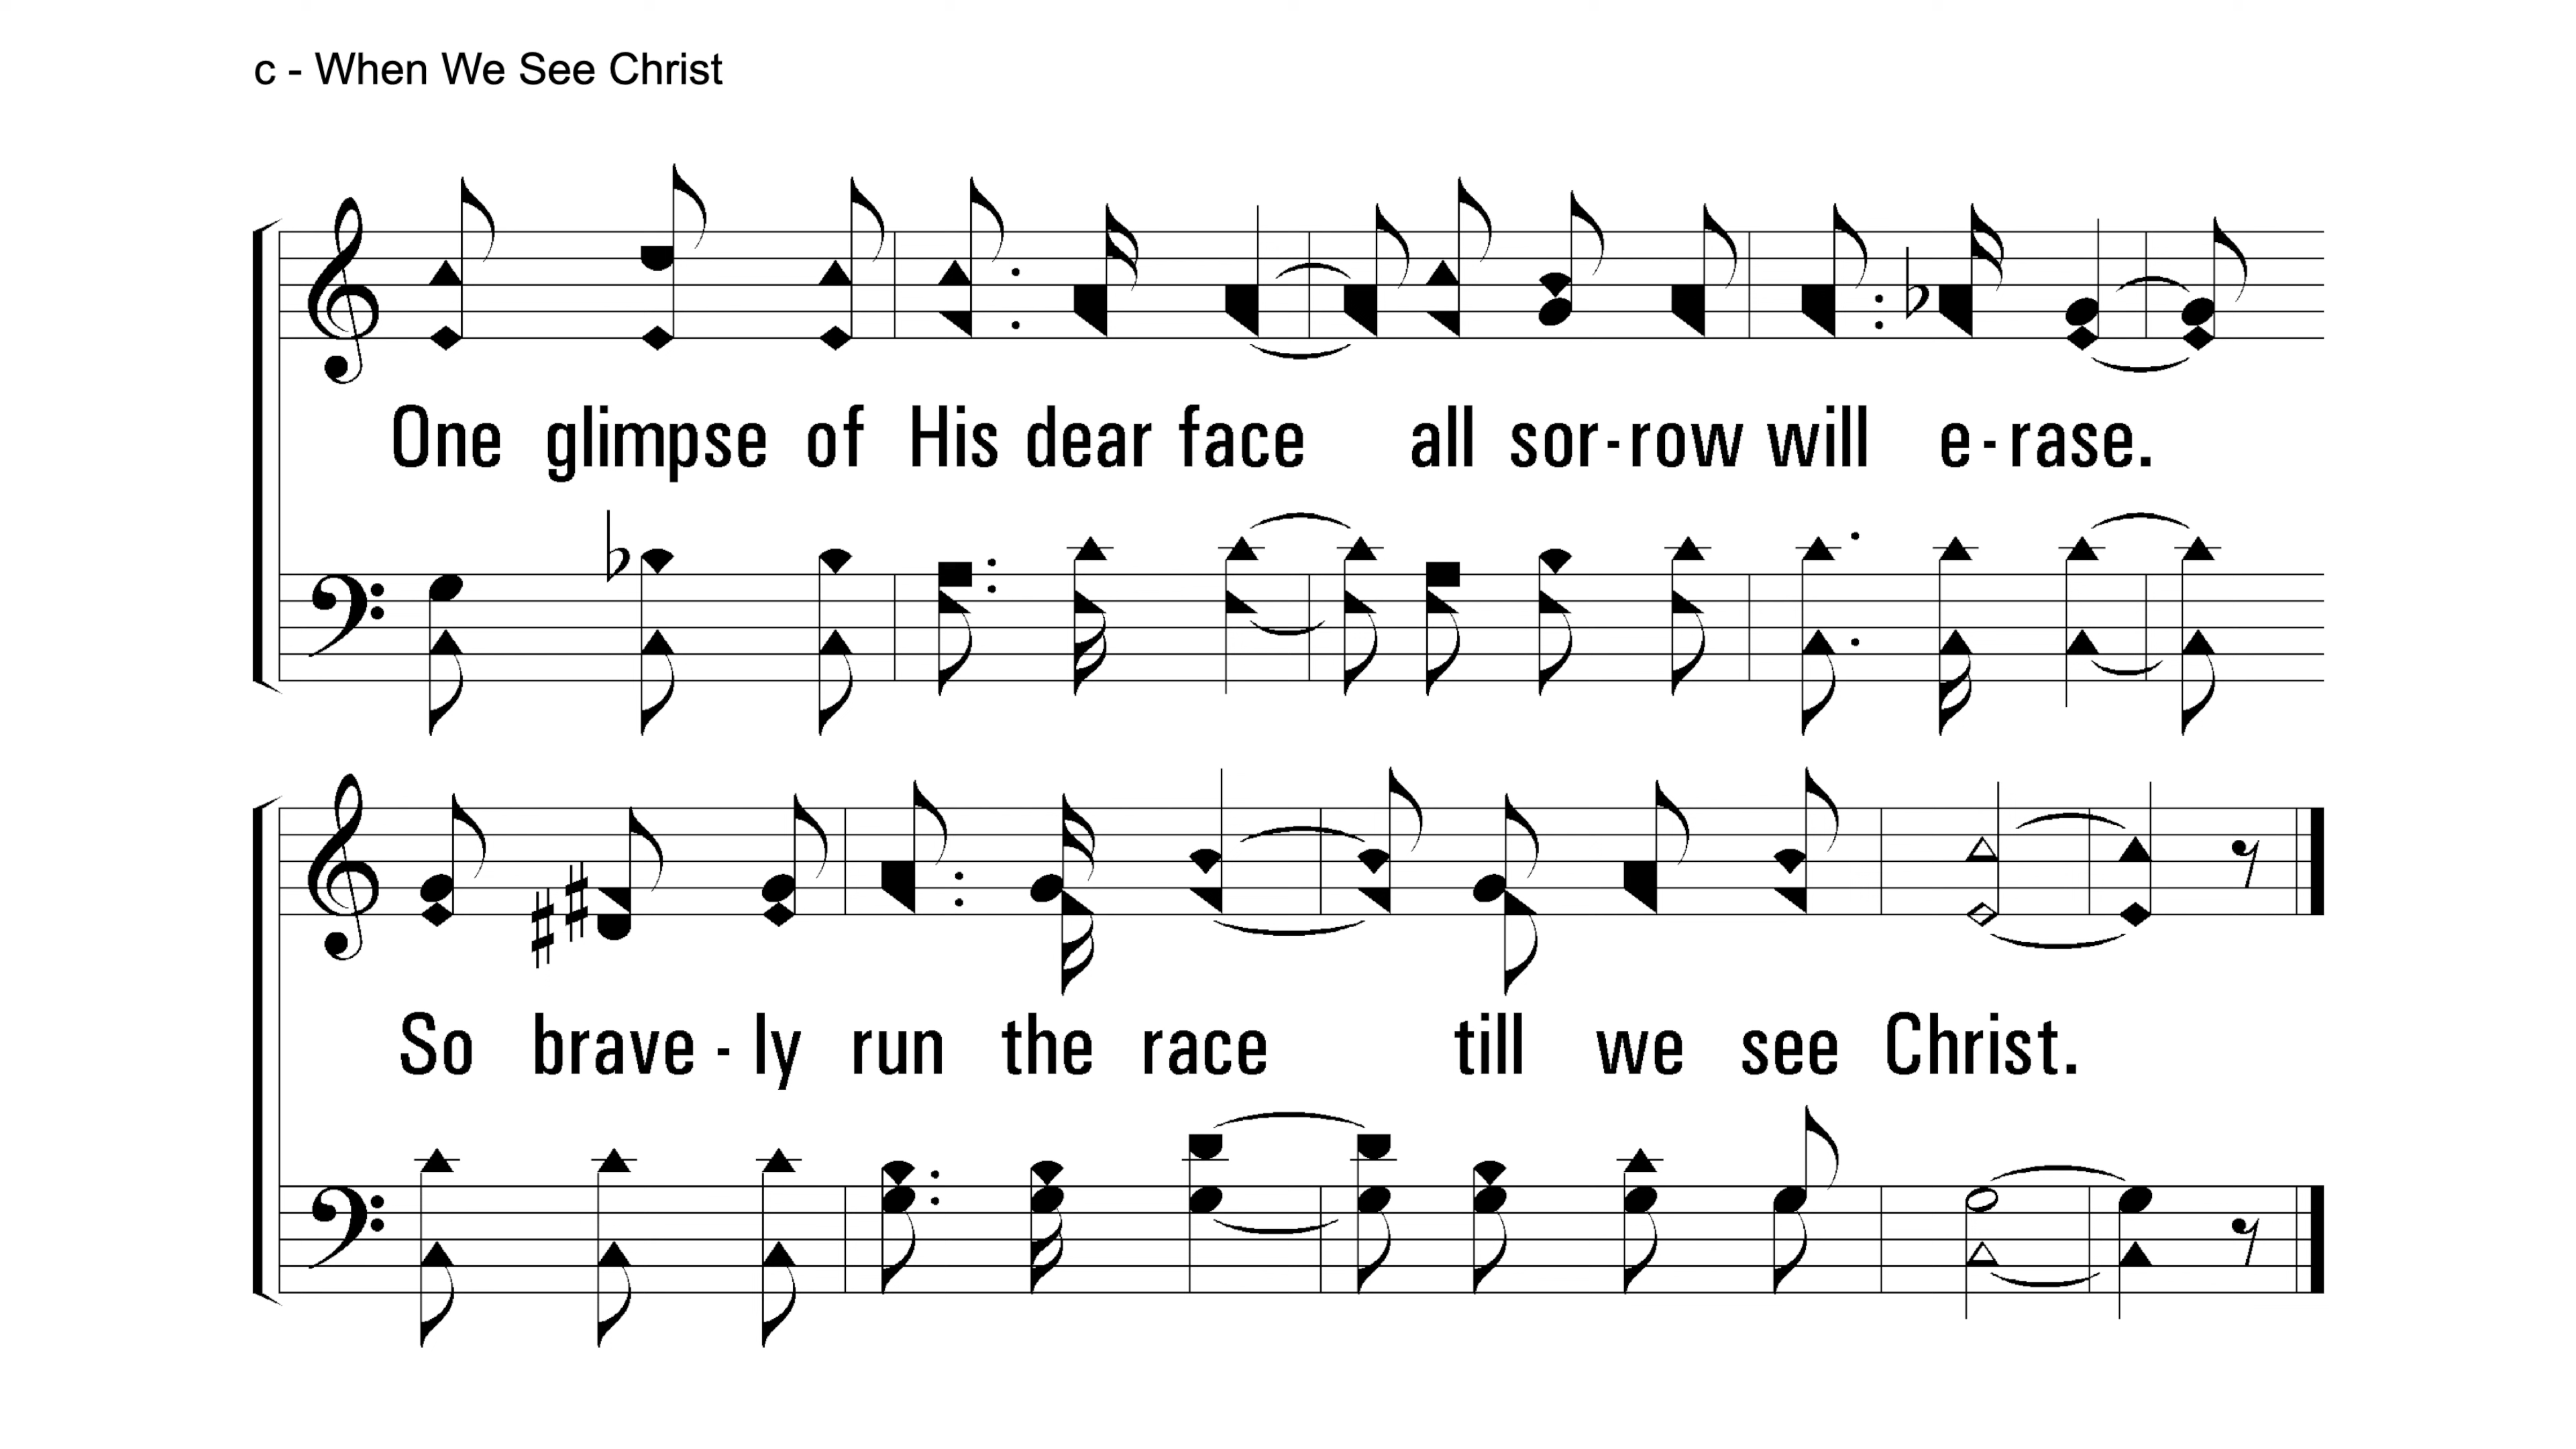 c - When We See Christ
One glimpse of His dear face all sor-row will e-rase.
So brave-ly run the race till we see Christ.